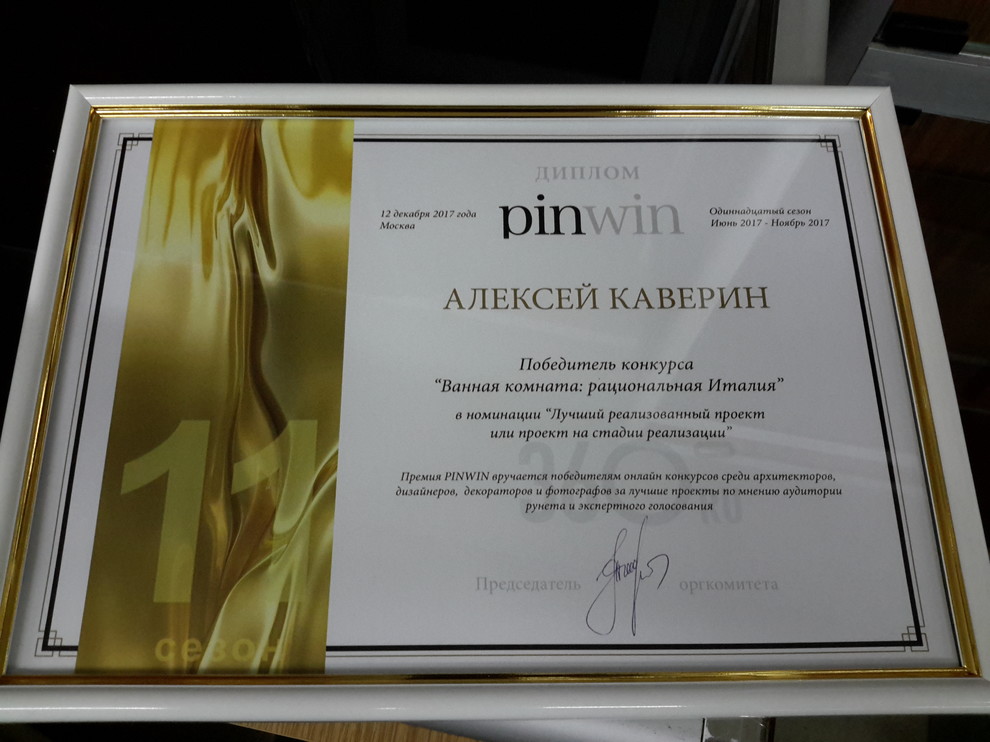 ДИПЛОМ
pinwin
12 декабря 2017 года
Москва
Одиннадцатый сезон
Июнь 2017 - Ноябрь 2017
АЛЕКСЕЙ КАВЕРИН
Победитель конкурса
“Ванная комната: рациональная Италия”
в номинации “Лучший реализованный проект
или проект на стадии реализации”
Премия PINWIN вручается победителям онлайн конкурсов среди архитекторов,
дизайнеров, декораторов и фотографов за лучшие проекты по мнению аудитории
рунета и экспертного голосования
Председатель оргкомитета
11
сезон